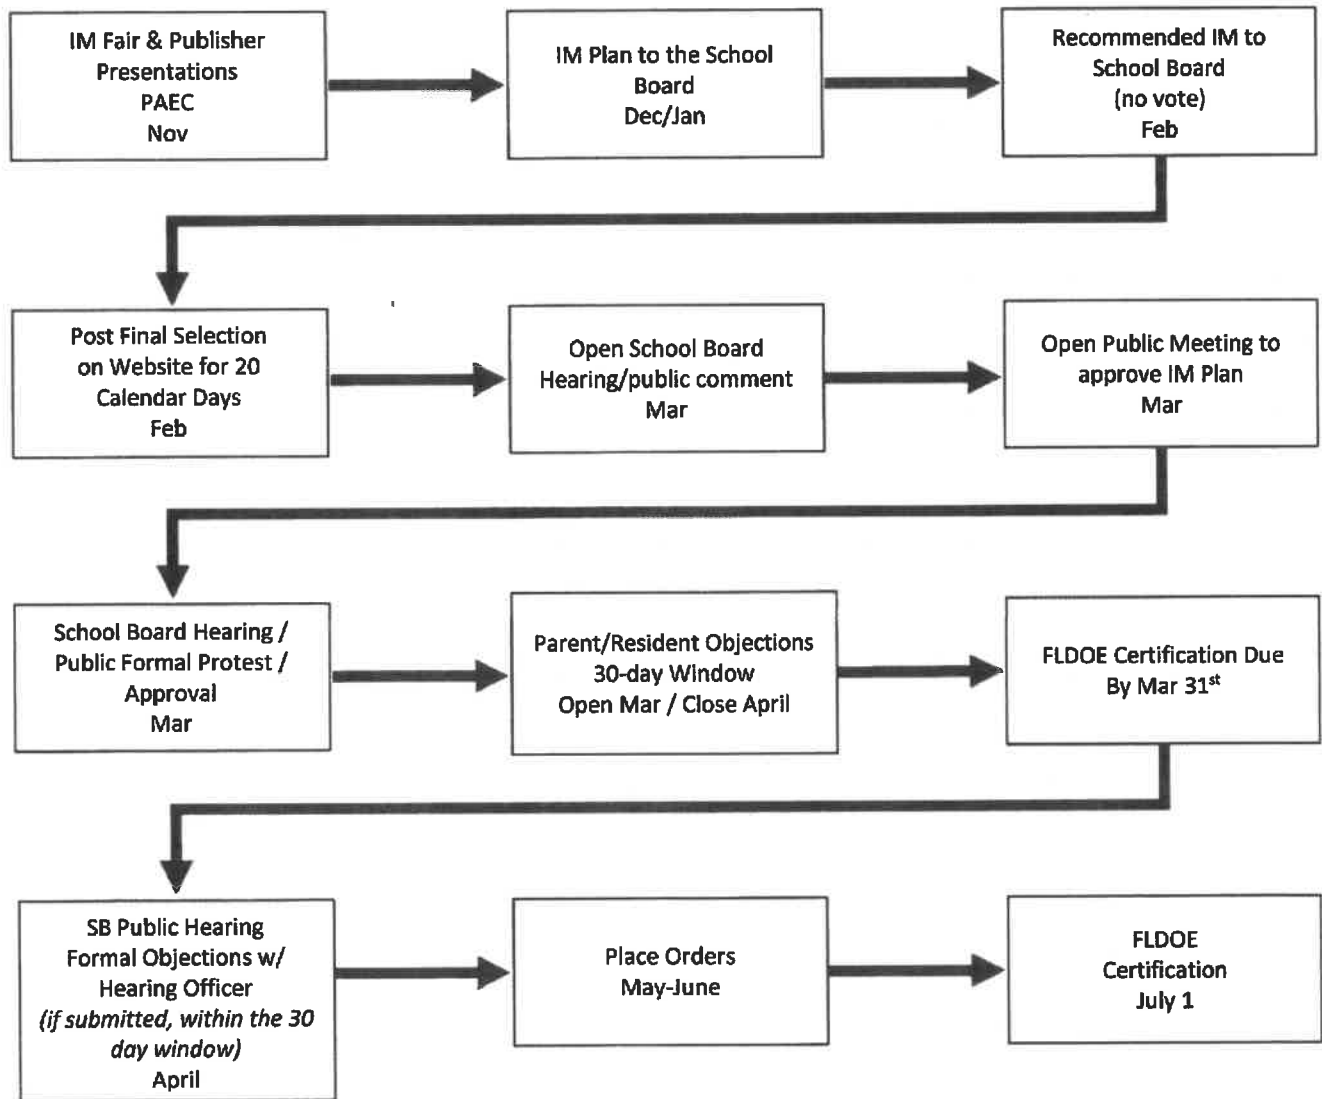 IM Fair & Publisher
Presentations
PAEC
Nov
IM Plan to the School
Board
Dec/Jan
Recommended IM to
School Board
(no vote)
Feb
Post Final Selection
on Website for 20
Calendar Days
Feb
Open School Board
Hearing/public comment
Mar
Open Public Meeting to
approve IM Plan
Mar
School Board Hearing /
Public Formal Protest /
Approval
Mar
Parent/Resident Objections
30-day Window
Open Mar / Close April
FLDOE Certification Due
By Mar 31st
SB Public Hearing
Formal Objections w/
Hearing Officer
(if submitted, within the 30
day window)
April
Place Orders
May-June
FLDOE
Certification
July 1